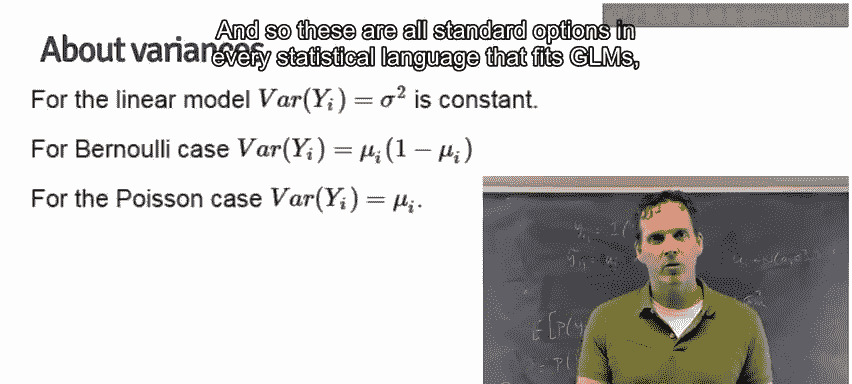 And so these are all standard options in
every statistical language that fits GLMs,
About variances
For the linear model Var(Y_i) = σ² is constant.
For Bernoulli case Var(Y_i) = μ_i(1 − μ_i)
For the Poisson case Var(Y_i) = μ_i.